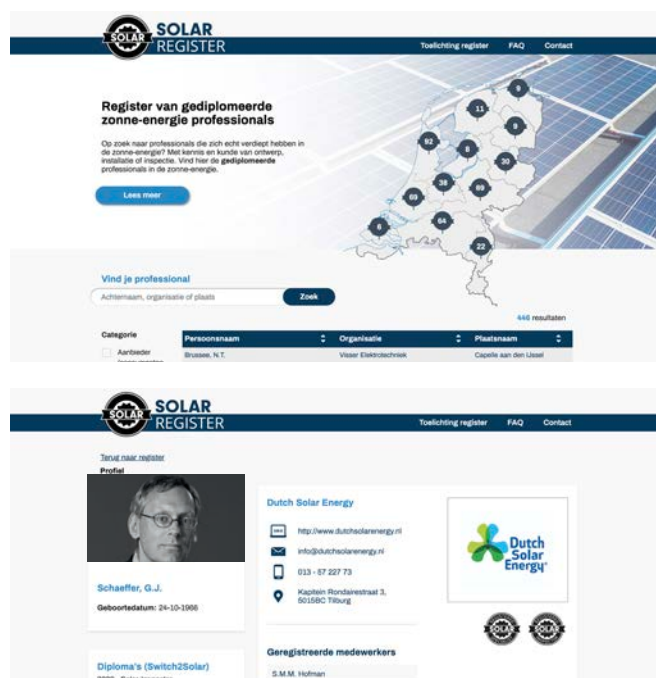 SOLAR
SOLAR
REGISTER
Toelichting register FAQ Contact
Register van gediplomeerde
zonne-energie professionals
Op zoek naar professionals die zich echt verdiept hebben in
de zonne-energie? Met kennis en kunde van ontwerp,
installatie of inspectie. Vind hier de gediplomeerde
professionals in de zonne-energie.
Lees meer
9
11
9
92
8
30
38
89
69
64
6
22
Vind je professional
Achternaam, organisatie of plaats
Zoek
446 resultaten
Categorie
Persoonsnaam Organisatie Plaatsnaam
Aanbieder
Brussee, N.T. Visser Elektrotechniek Capelle aan den IJssel
SOLAR
SOLAR
REGISTER
Toelichting register FAQ Contact
Terug naar register
Profiel
Dutch Solar Energy
http://www.dutchsolarenergy.nl
info@dutchsolarenergy.nl
013 - 57 227 73
Kapitein Rondairestraat 3,
5015BC Tilburg
Dutch
Solar
Energy
SOLAR SOLAR
Schaeffer, G.J.
Geboortedatum: 24-10-1966
Geregistreerde medewerkers
S.M.M. Hofman
Diploma's (Switch2Solar)